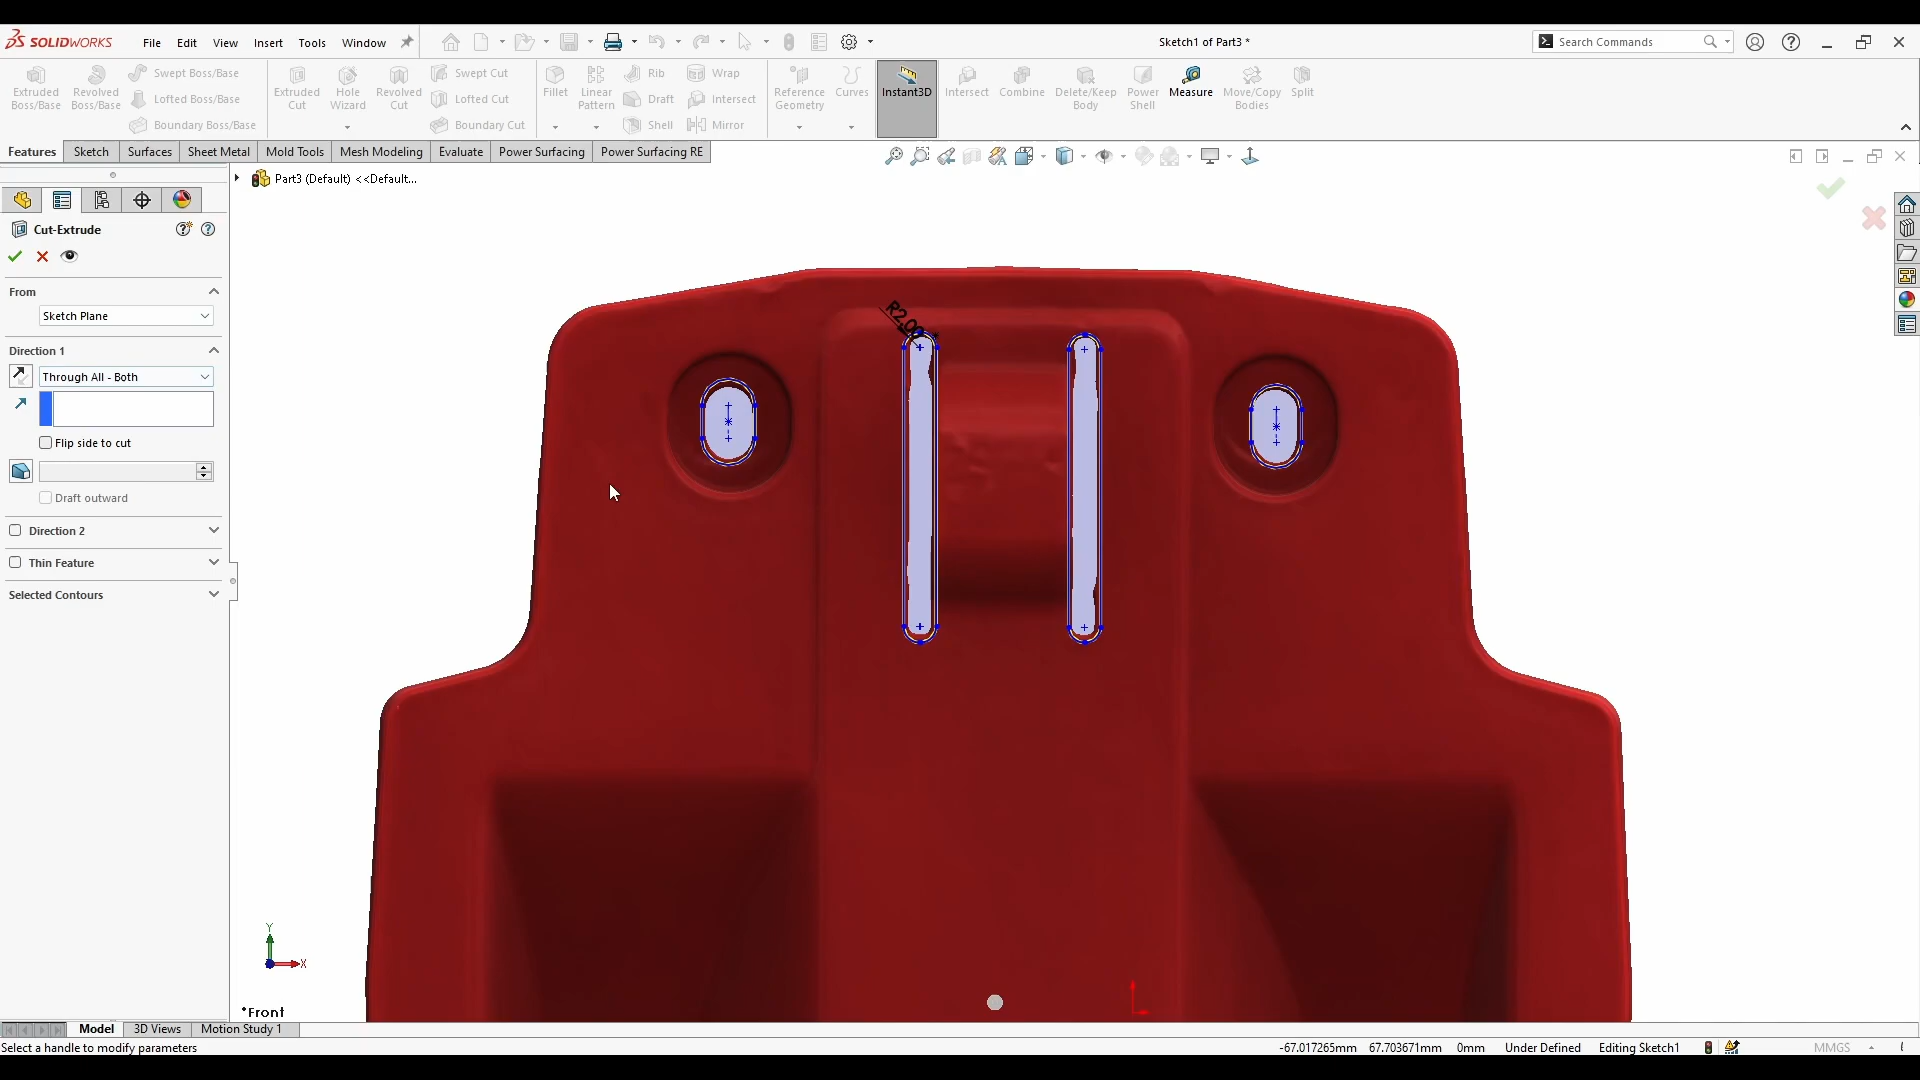 SOLIDWORKS File Edit View Insert Tools Window Sketch1 of Part3 * Search Commands
Extruded Boss/Base Revolved Boss/Base Swept Boss/Base Lofted Boss/Base Boundary Boss/Base Extruded Cut Hole Wizard Revolved Cut Swept Cut Lofted Cut Boundary Cut Fillet Linear Pattern Rib Draft Shell Wrap Intersect Mirror Reference Geometry Curves Instant3D Intersect Combine Delete/Keep Body Power Shell Measure Move/Copy Bodies Split
Features Sketch Surfaces Sheet Metal Mold Tools Mesh Modeling Evaluate Power Surfacing Power Surfacing RE
Part3 (Default) <<Default...
Cut-Extrude
From
Sketch Plane
Direction 1
Through All - Both
Flip side to cut
Draft outward
Direction 2
Thin Feature
Selected Contours
R2.00
Y
X
*Front
Model 3D Views Motion Study 1
Select a handle to modify parameters -67.017265mm 67.703671mm 0mm Under Defined Editing Sketch1 MMGS